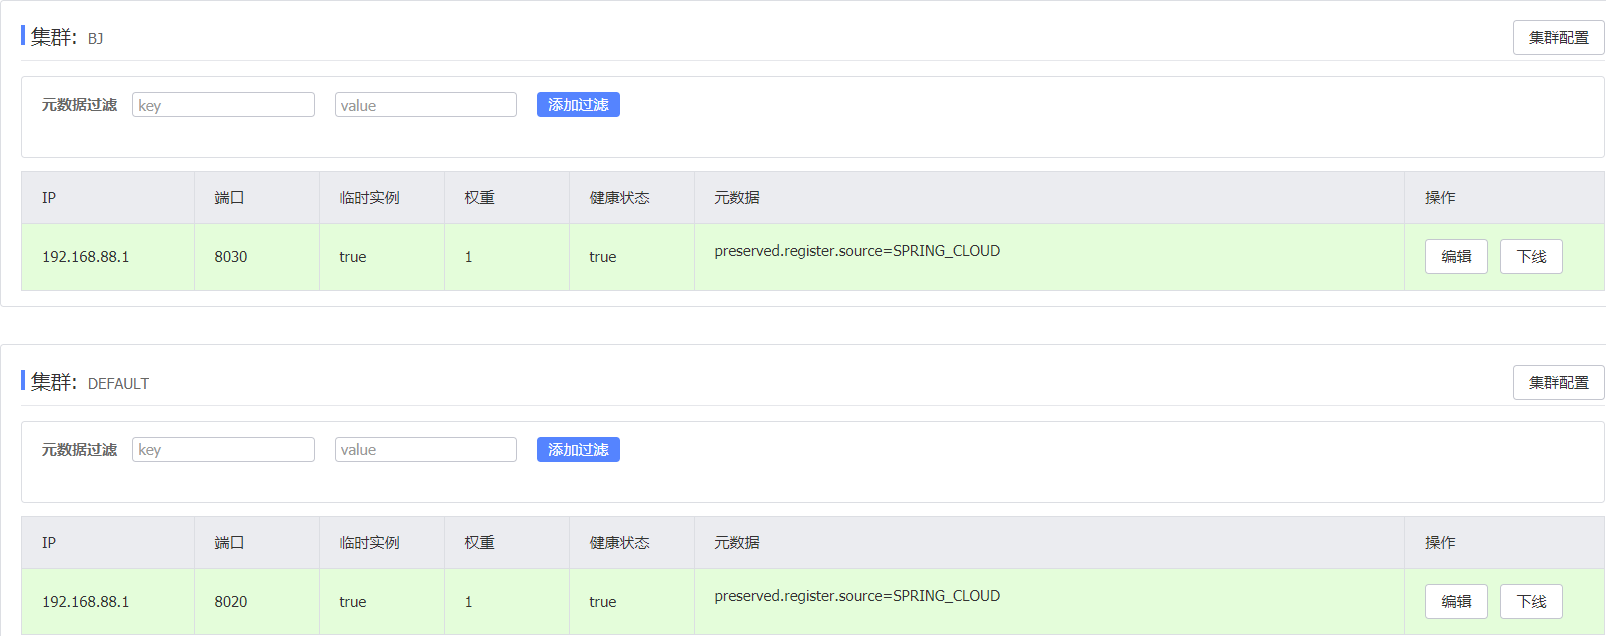 集群: BJ 集群配置
元数据过滤 key value 添加过滤
IP 端口 临时实例 权重 健康状态 元数据 操作
192.168.88.1 8030 true 1 true preserved.register.source=SPRING_CLOUD 编辑 下线
集群: DEFAULT 集群配置
元数据过滤 key value 添加过滤
IP 端口 临时实例 权重 健康状态 元数据 操作
192.168.88.1 8020 true 1 true preserved.register.source=SPRING_CLOUD 编辑 下线